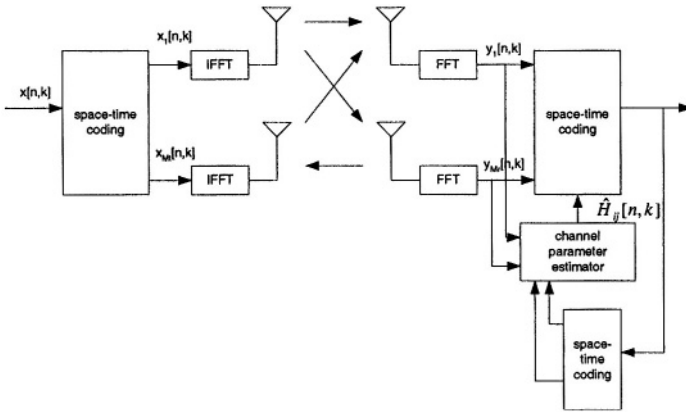 x[n,k]
space-time
coding
x1[n,k]
IFFT
xMt[n,k]
IFFT
FFT
y1[n,k]
FFT
yMr[n,k]
space-time
coding
Ĥij[n,k]
channel
parameter
estimator
space-
time
coding